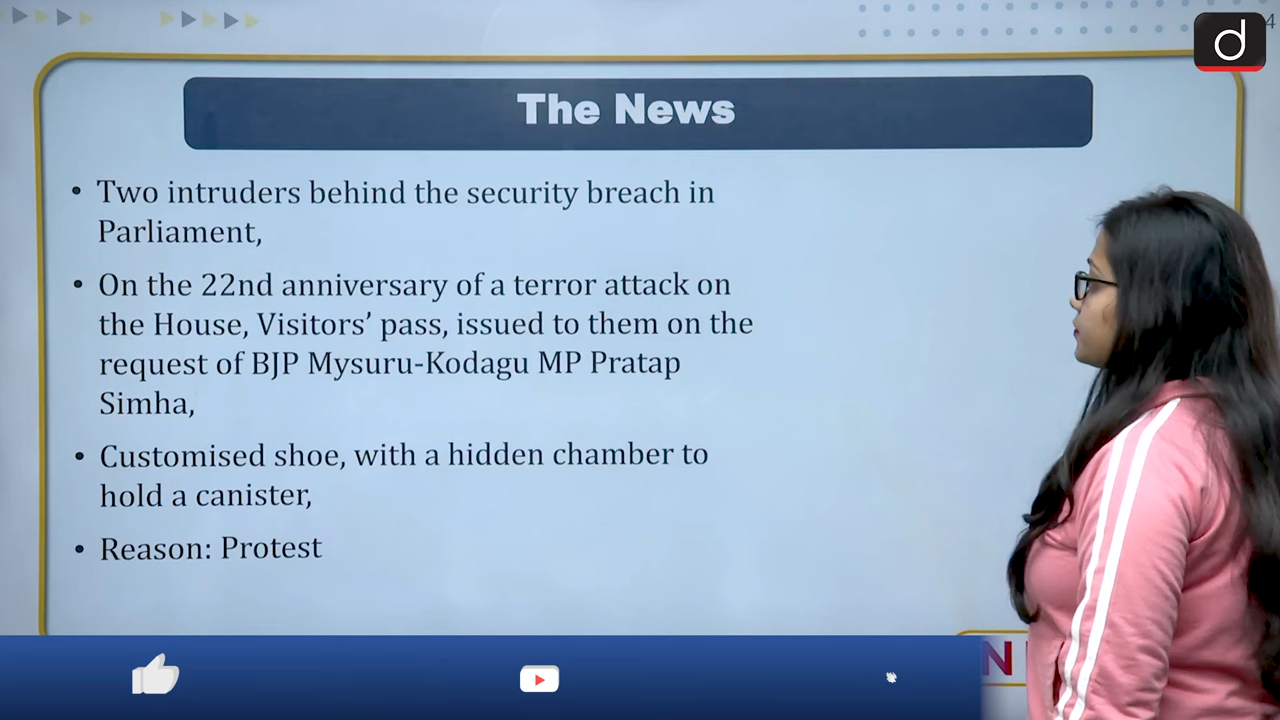 d
4
The News
• Two intruders behind the security breach in
Parliament,
• On the 22nd anniversary of a terror attack on
the House, Visitors’ pass, issued to them on the
request of BJP Mysuru-Kodagu MP Pratap
Simha,
• Customised shoe, with a hidden chamber to
hold a canister,
• Reason: Protest
N